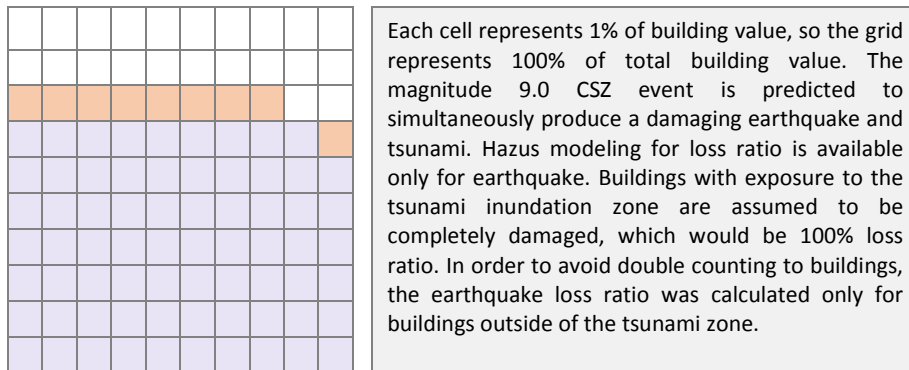 Each cell represents 1% of building value, so the grid
represents 100% of total building value. The
magnitude 9.0 CSZ event is predicted to
simultaneously produce a damaging earthquake and
tsunami. Hazus modeling for loss ratio is available
only for earthquake. Buildings with exposure to the
tsunami inundation zone are assumed to be
completely damaged, which would be 100% loss
ratio. In order to avoid double counting to buildings,
the earthquake loss ratio was calculated only for
buildings outside of the tsunami zone.